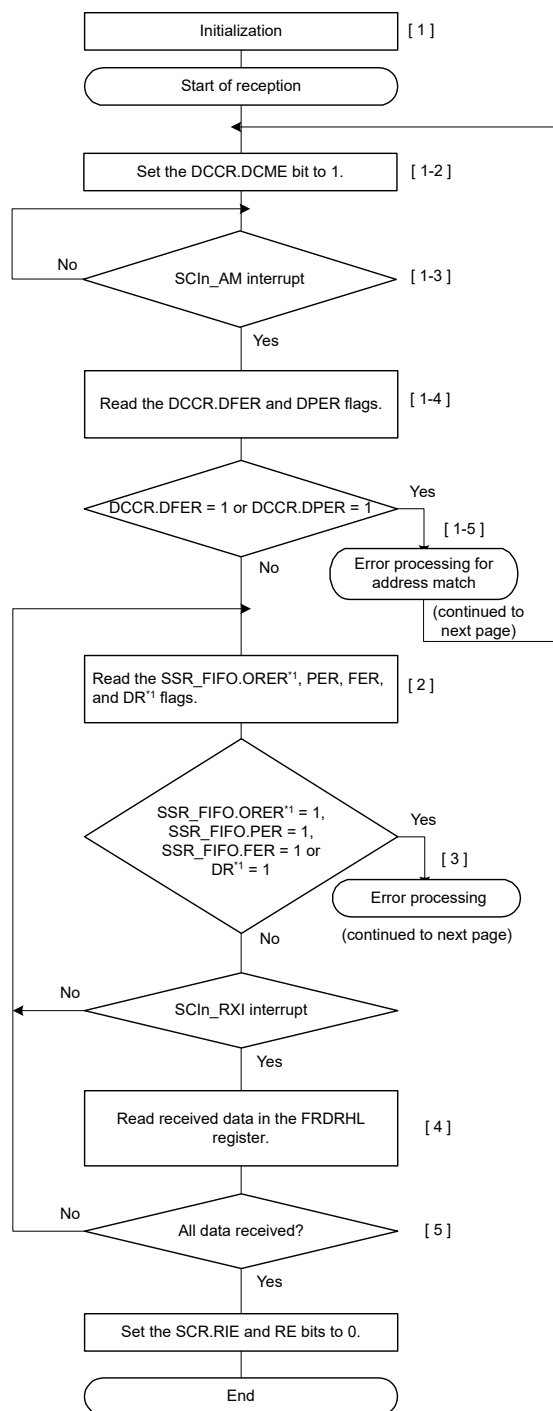 Initialization
[ 1 ]
Start of reception
Set the DCCR.DCME bit to 1.
[ 1-2 ]
No
SCIn_AM interrupt
[ 1-3 ]
Yes
Read the DCCR.DFER and DPER flags.
[ 1-4 ]
DCCR.DFER = 1 or DCCR.DPER = 1
Yes
[ 1-5 ]
Error processing for
address match
(continued to
next page)
No
Read the SSR_FIFO.ORER*1, PER, FER,
and DR*1 flags.
[ 2 ]
SSR_FIFO.ORER*1 = 1,
SSR_FIFO.PER = 1,
SSR_FIFO.FER = 1 or
DR*1 = 1
Yes
[ 3 ]
Error processing
(continued to next page)
No
No
SCIn_RXI interrupt
Yes
Read received data in the FRDRHL
register.
[ 4 ]
No
All data received?
[ 5 ]
Yes
Set the SCR.RIE and RE bits to 0.
End